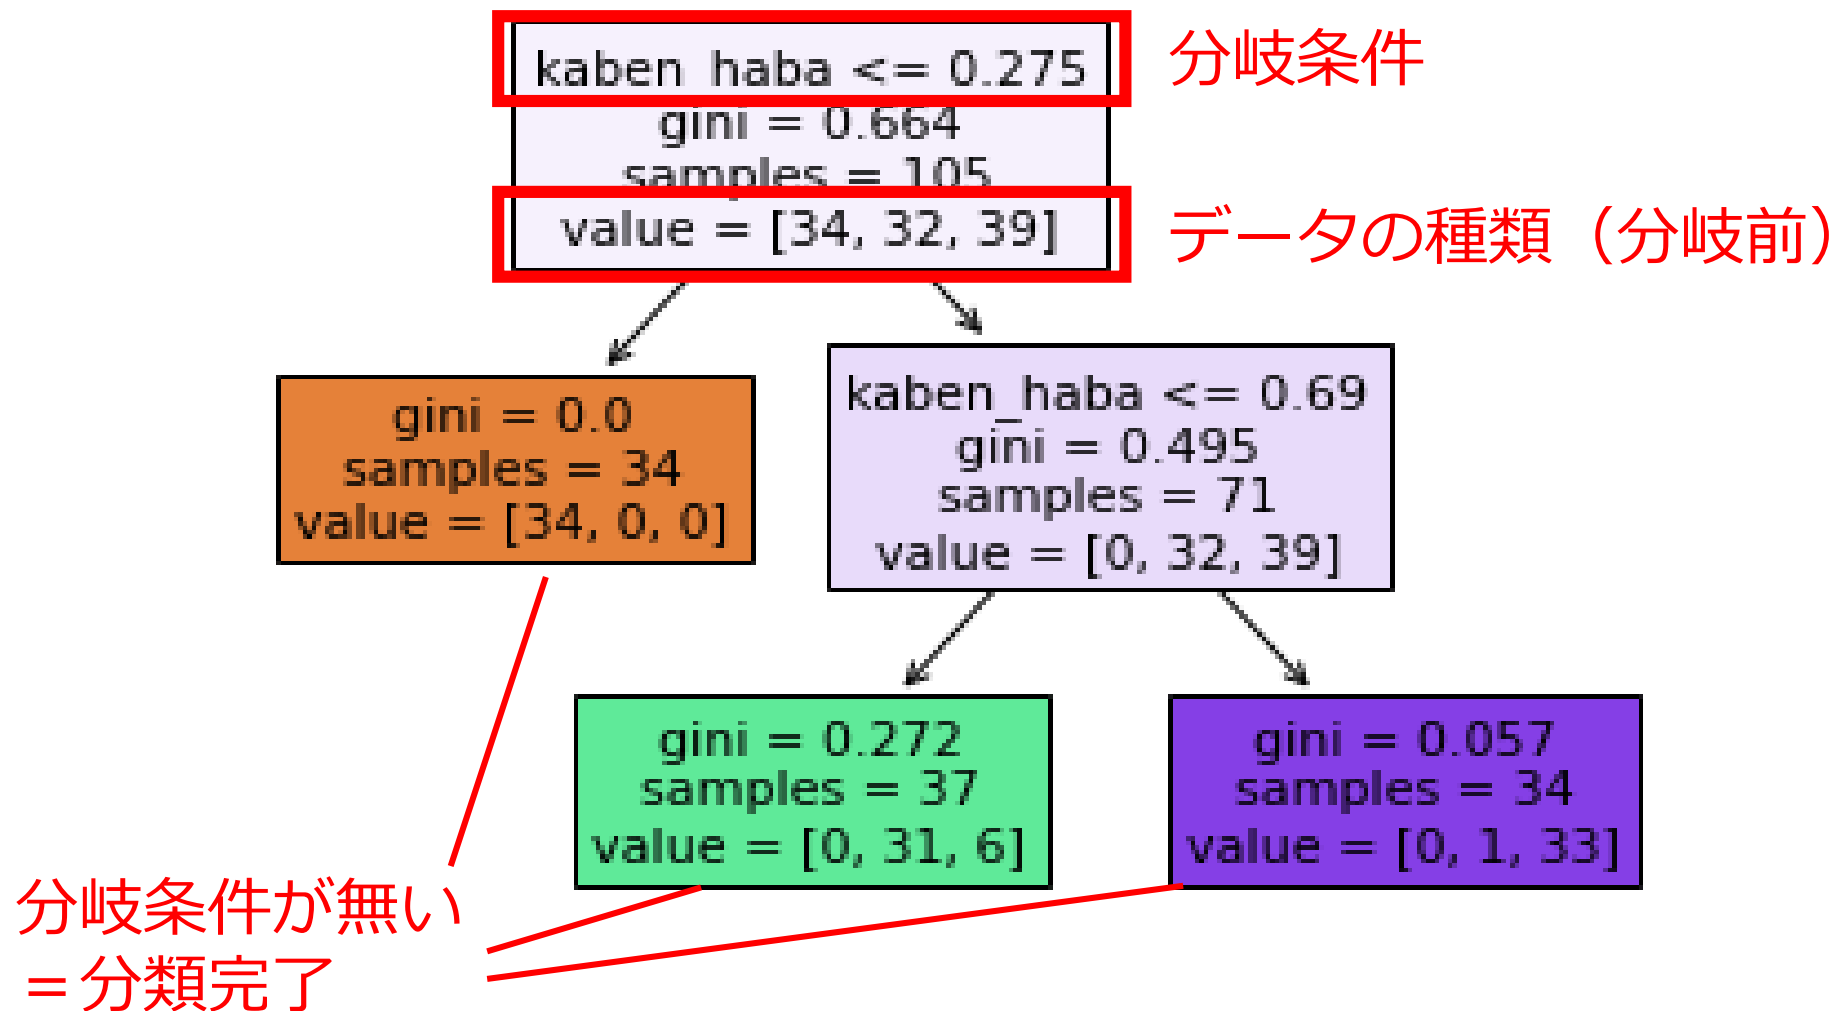 kaben_haba <= 0.275
分岐条件
gini = 0.664
samples = 105
value = [34, 32, 39]
データの種類（分岐前）
gini = 0.0
samples = 34
value = [34, 0, 0]
kaben_haba <= 0.69
gini = 0.495
samples = 71
value = [0, 32, 39]
gini = 0.272
samples = 37
value = [0, 31, 6]
gini = 0.057
samples = 34
value = [0, 1, 33]
分岐条件が無い
＝分類完了